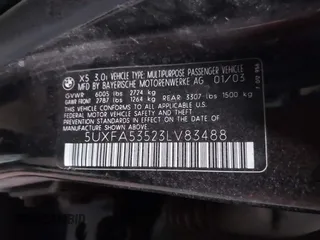 X5 3.0i VEHICLE TYPE: MULTIPURPOSE PASSENGER VEHICLE
MFD BY BAYERISCHE MOTORENWERKE AG 01/03
GVWR 6005 lbs 2724 kg
GAWR FRONT: 2787 lbs 1264 kg REAR 3307 lbs 1500 kg
THIS VEHICLE CONFORMS TO ALL APPLICABLE
U.S. FEDERAL MOTOR VEHICLE SAFETY AND THEFT
PREVENTION STANDARDS IN EFFECT ON THE DATE
OF MANUFACTURE SHOWN ABOVE.
5UXFA53523LV83488